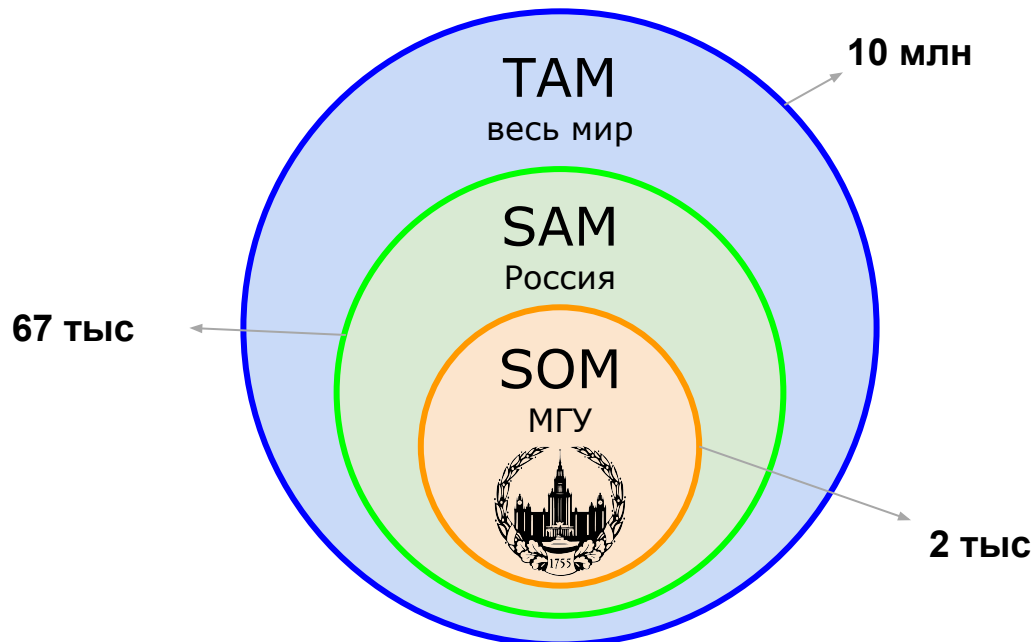 TAM
весь мир
10 млн
SAM
Россия
67 тыс
SOM
МГУ
1755
2 тыс